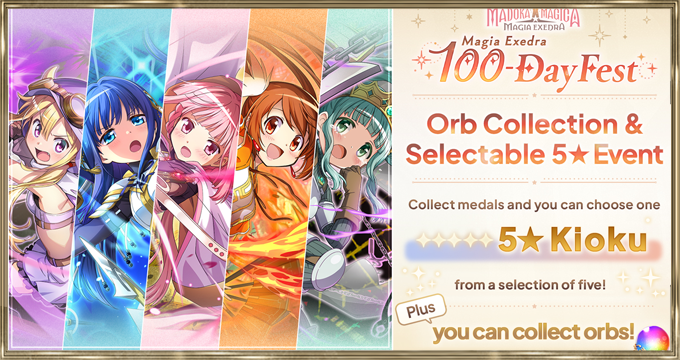 MADOKA MAGICA
MAGIA EXEDRA
Magia Exedra
100-DayFest
Orb Collection &
Selectable 5★ Event
Collect medals and you can choose one
5★ Kioku
from a selection of five!
Plus
you can collect orbs!